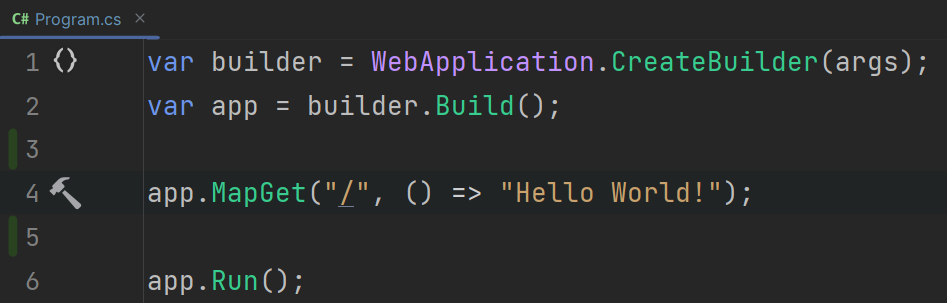 C# Program.cs ×
1 {} var builder = WebApplication.CreateBuilder(args);
2 var app = builder.Build();
3
4 app.MapGet("/", () => "Hello World!");
5
6 app.Run();